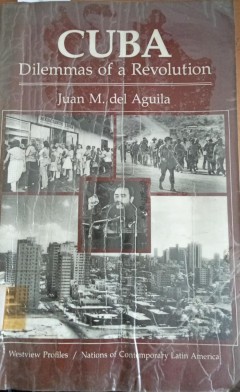 CUBA
Dilemmas of a Revolution
Juan M. del Aguila
Westview Profiles / Nations of Contemporary Latin America